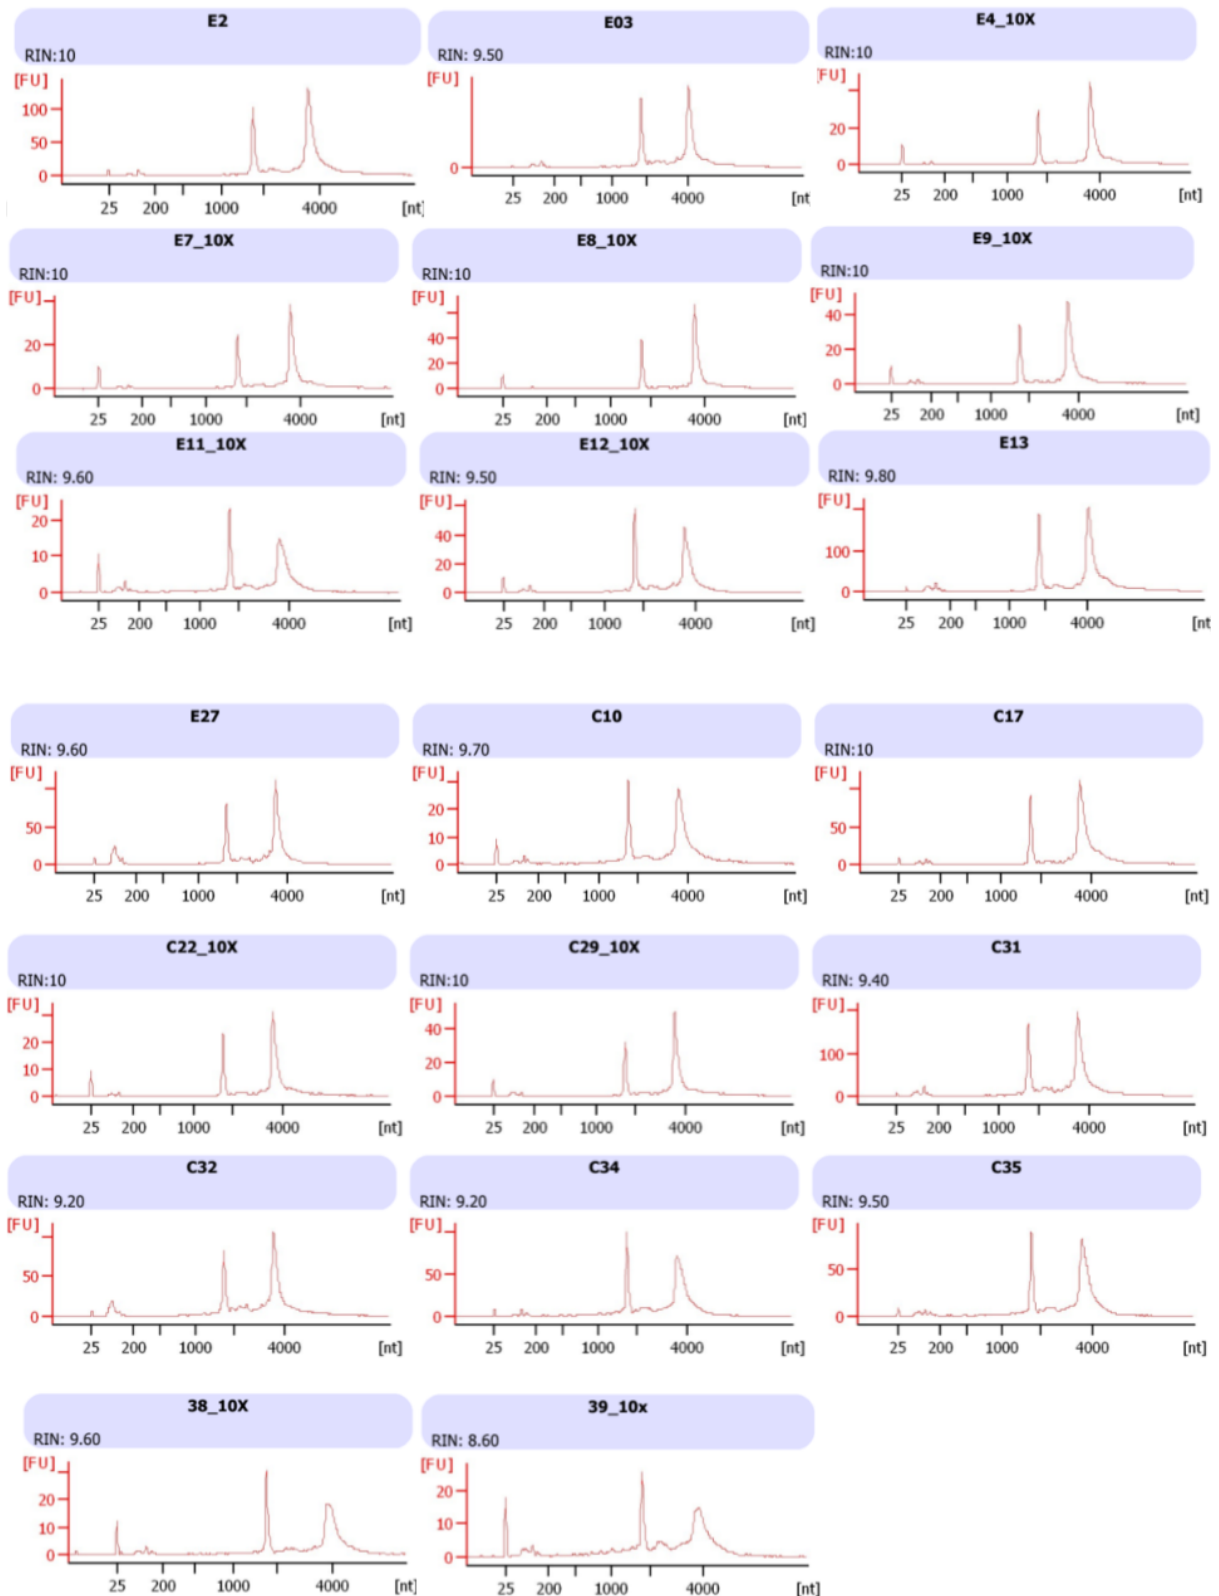 E2
RIN:10
[FU]
100
50
0
25 200 1000 4000 [nt]
E03
RIN: 9.50
[FU]
0
25 200 1000 4000 [nt
E4_10X
RIN:10
FU]
20
0
25 200 1000 4000 [nt]
E7_10X
RIN:10
[FU]
20
0
25 200 1000 4000 [nt]
E8_10X
RIN:10
[FU]
40
20
0
25 200 1000 4000 [nt]
E9_10X
RIN:10
[FU]
40
20
0
25 200 1000 4000 [nt]
E11_10X
RIN: 9.60
[FU]
20
10
0
25 200 1000 4000 [nt]
E12_10X
RIN: 9.50
[FU]
40
20
0
25 200 1000 4000 [nt]
E13
RIN: 9.80
[FU]
100
0
25 200 1000 4000 [nt
E27
RIN: 9.60
[FU]
50
0
25 200 1000 4000 [nt]
C10
RIN: 9.70
[FU]
20
10
0
25 200 1000 4000 [nt]
C17
RIN:10
[FU]
50
0
25 200 1000 4000 [nt]
C22_10X
RIN:10
[FU]
20
10
0
25 200 1000 4000 [nt]
C29_10X
RIN:10
[FU]
40
20
0
25 200 1000 4000 [nt]
C31
RIN: 9.40
[FU]
100
0
25 200 1000 4000 [nt]
C32
RIN: 9.20
[FU]
50
0
25 200 1000 4000 [nt]
C34
RIN: 9.20
[FU]
50
0
25 200 1000 4000 [nt]
C35
RIN: 9.50
[FU]
50
0
25 200 1000 4000 [nt]
38_10X
RIN: 9.60
[FU]
20
10
0
25 200 1000 4000 [nt]
39_10x
RIN: 8.60
[FU]
20
10
0
25 200 1000 4000 [nt]